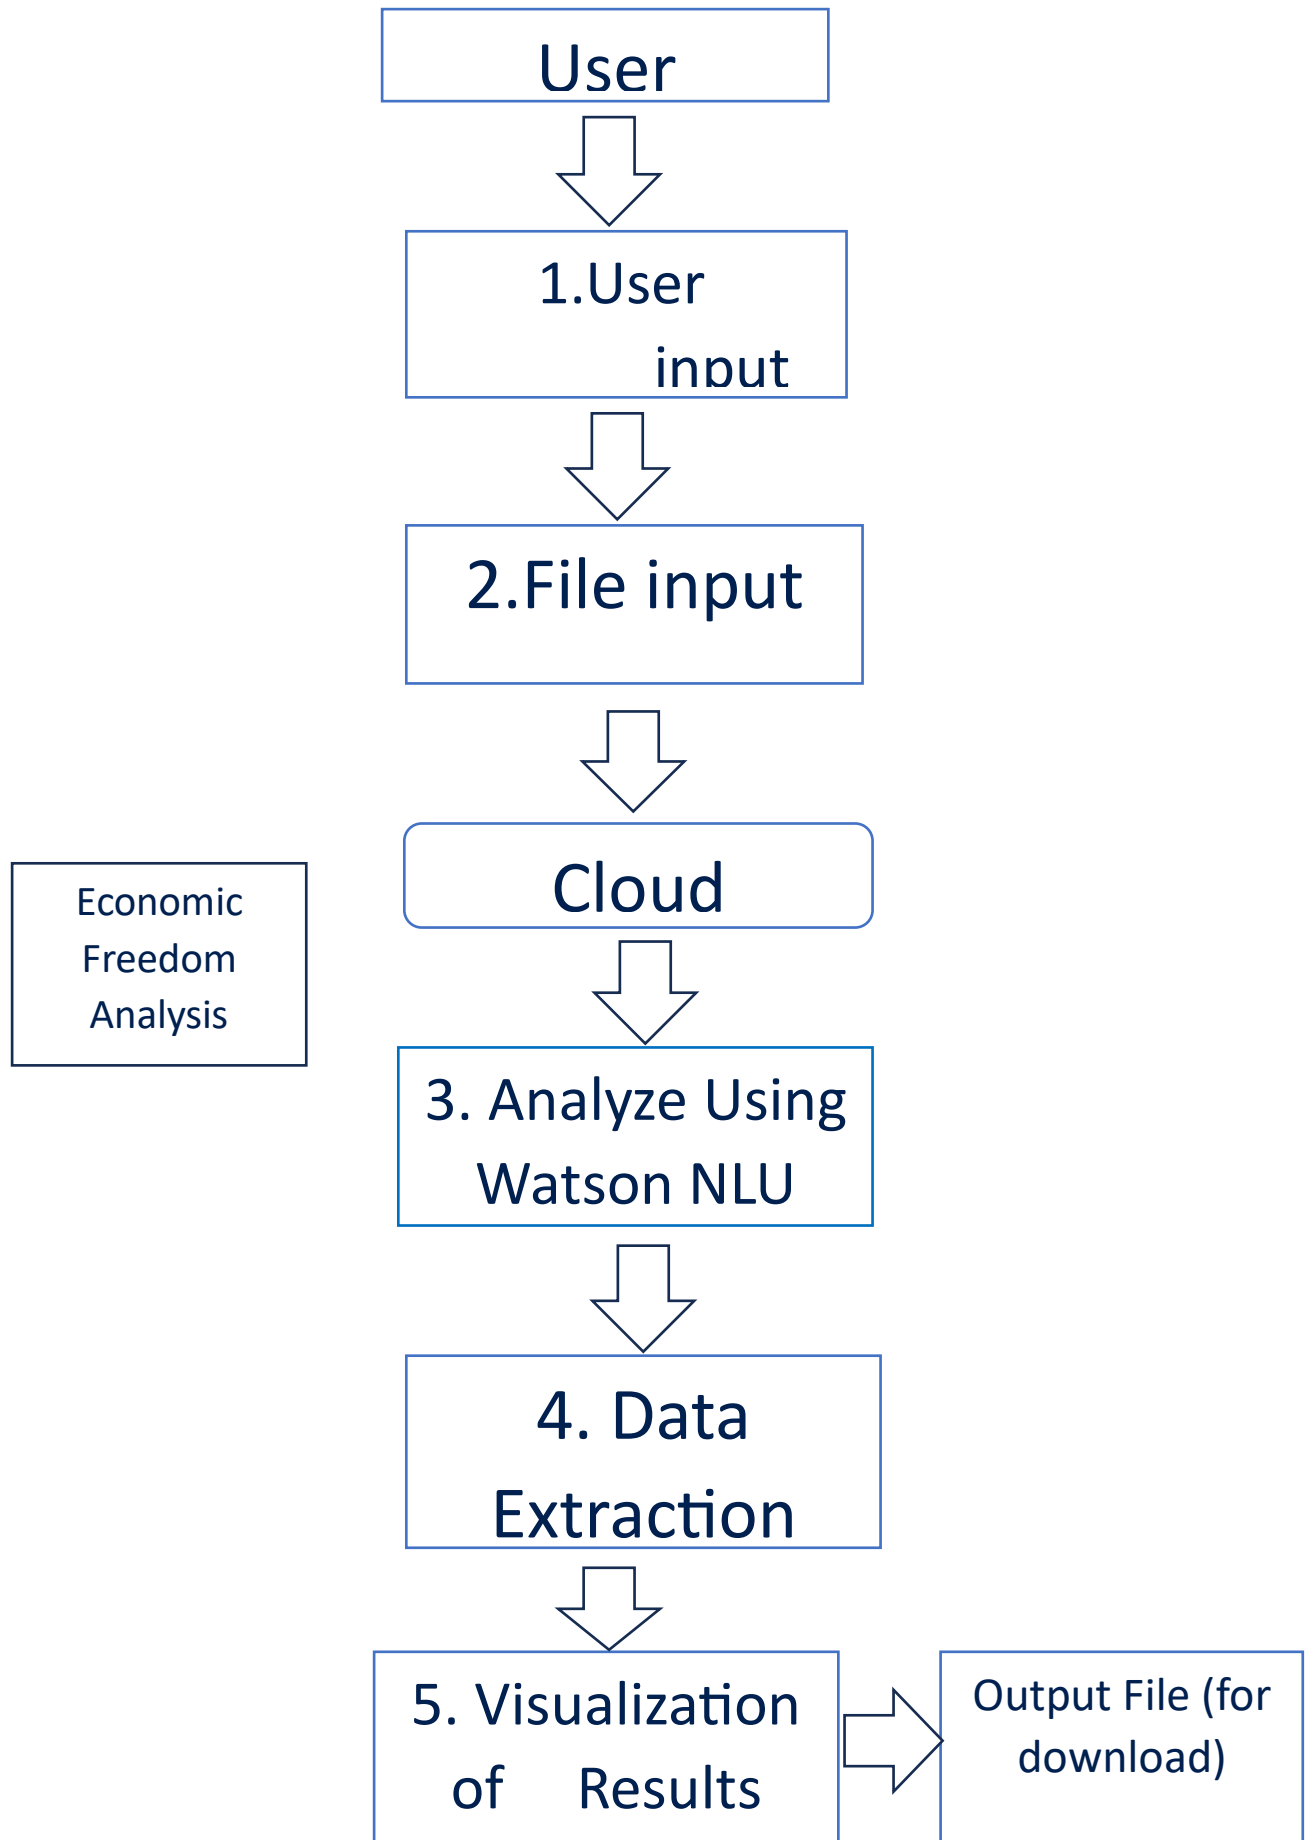 User
1.User
input
2.File input
Cloud
Economic
Freedom
Analysis
3. Analyze Using
Watson NLU
4. Data
Extraction
5. Visualization
of Results
Output File (for
download)